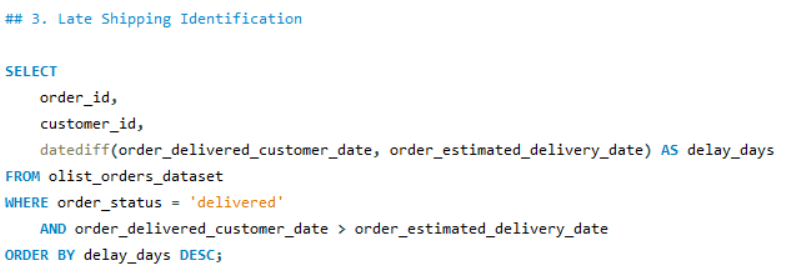 ## 3. Late Shipping Identification
SELECT
    order_id,
    customer_id,
    datediff(order_delivered_customer_date, order_estimated_delivery_date) AS delay_days
FROM olist_orders_dataset
WHERE order_status = 'delivered'
    AND order_delivered_customer_date > order_estimated_delivery_date
ORDER BY delay_days DESC;